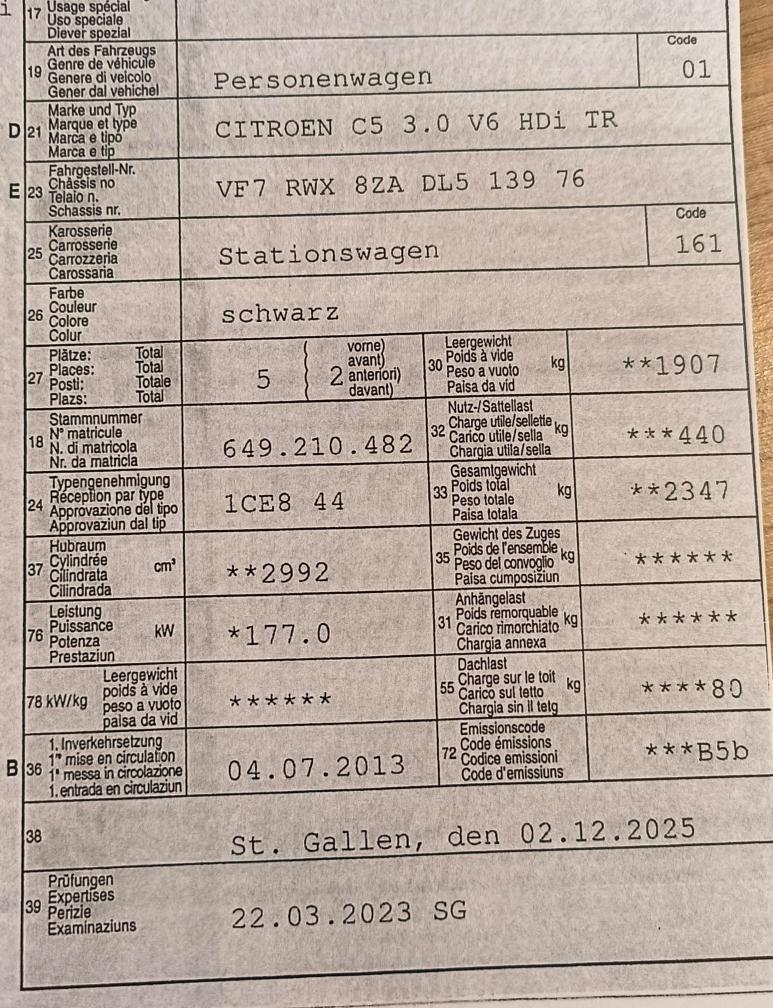 i
17 Usage spécial
Uso speciale
Diever spezial
19 Art des Fahrzeugs
Genre de véhicule
Genere di veicolo
Gener dal vehichel
Personenwagen
Code
01
D 21 Marke und Typ
Marque et type
Marca e tipo
Marca e tip
CITROEN C5 3.0 V6 HDi TR
E 23 Fahrgestell-Nr.
Châssis no
Telaio n.
Schassis nr.
VF7 RWX 8ZA DL5 139 76
25 Karosserie
Carrosserie
Carrozzeria
Carossaria
Stationswagen
Code
161
26 Farbe
Couleur
Colore
Colur
schwarz
27 Plätze: Total
Places: Total
Posti: Totale
Plazs: Total
5
2
vorne)
avant)
anteriori)
davant)
30 Leergewicht
Poids à vide
Peso a vuoto
Paisa da vid
kg
**1907
18 Stammnummer
N° matricule
N. di matricola
Nr. da matricla
649.210.482
32 Nutz-/Sattellast
Charge utile/sellette
Carico utile/sella
Chargia utila/sella
kg
***440
24 Typengenehmigung
Réception par type
Approvazione del tipo
Approvaziun dal tip
1CE8 44
33 Gesamtgewicht
Poids total
Peso totale
Paisa totala
kg
**2347
37 Hubraum
Cylindrée
Cilindrata
Cilindrada
cm³
**2992
35 Gewicht des Zuges
Poids de l'ensemble
Peso del convoglio
Paisa cumposiziun
kg
******
76 Leistung
Puissance
Potenza
Prestaziun
kW
*177.0
31 Anhängelast
Poids remorquable
Carico rimorchiato
Chargia annexa
kg
******
78 kW/kg
Leergewicht
poids à vide
peso a vuoto
paisa da vid
******
55 Dachlast
Charge sur le toit
Carico sul tetto
Chargia sin il tetg
kg
****80
B 36 1. Inverkehrsetzung
1re mise en circulation
1a messa in circolazione
1. entrada en circulaziun
04.07.2013
72 Emissionscode
Code émissions
Codice emissioni
Code d'emissiuns
***B5b
38
St. Gallen, den 02.12.2025
39 Prüfungen
Expertises
Perizie
Examinaziuns
22.03.2023 SG